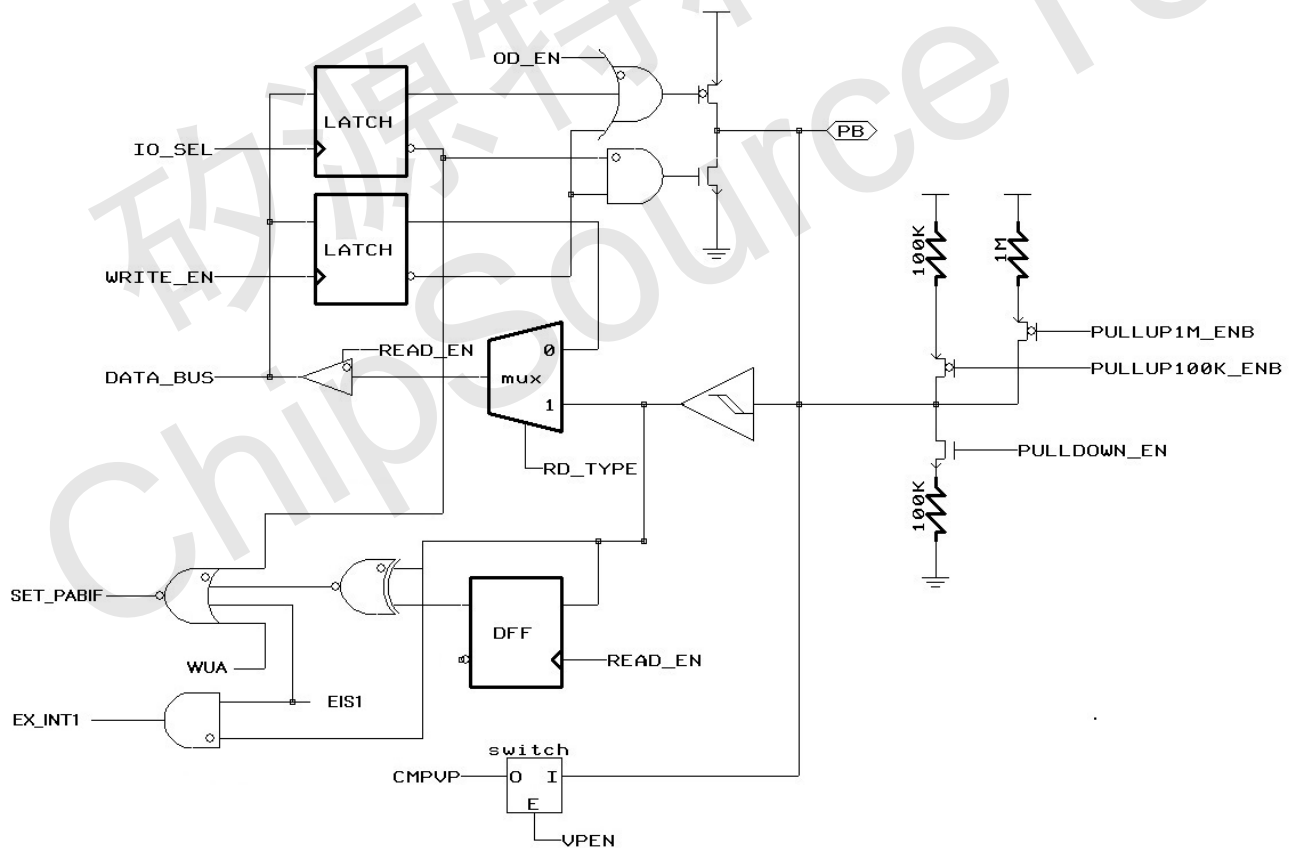 矽源特
ChipSourceTe
OD_EN
LATCH
IO_SEL
PB
LATCH
WRITE_EN
100K
1M
PULLUP1M_ENB
READ_EN
0
DATA_BUS
mux
PULLUP100K_ENB
1
RD_TYPE
PULLDOWN_EN
100K
SET_PABIF
DFF
WUA
READ_EN
EIS1
EX_INT1
switch
CMPVP
O I
E
VPEN